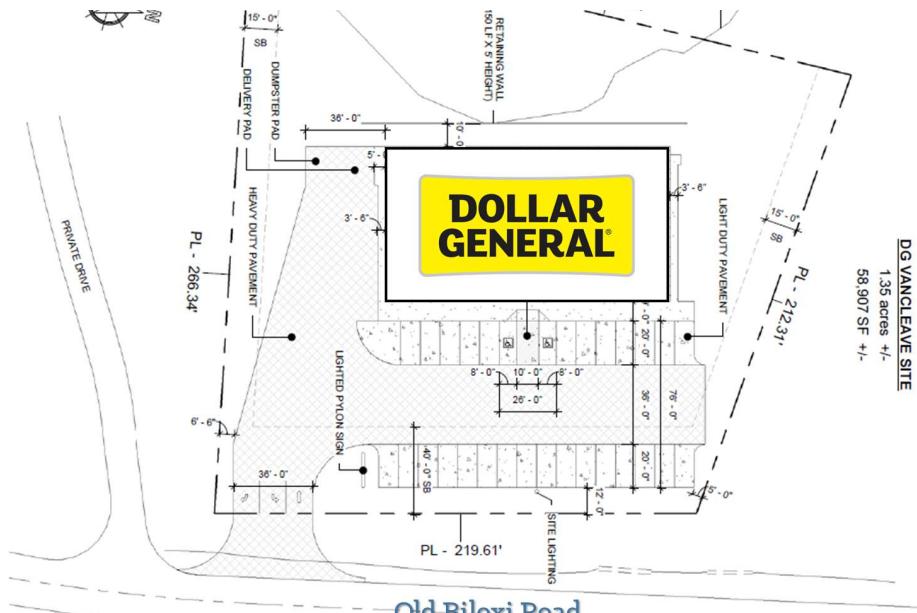 N
15' - 0"
SB
RETAINING WALL
150 LF X 5' HEIGHT)
DUMPSTER PAD
DELIVERY PAD
36' - 0"
10' - 0
5' - 0
3' - 6"
3' - 6"
DOLLAR
GENERAL®
HEAVY DUTY PAVEMENT
LIGHT DUTY PAVEMENT
15' - 0"
SB
DG VANCLEAVE SITE
1.35 acres +/-
58,907 SF +/-
PRIVATE DRIVE
PL - 266.34'
PL - 212.31'
20' - 0"
8' - 0"
10' - 0"
8' - 0"
26' - 0"
36' - 0"
76' - 0"
LIGHTED PYLON SIGN
6' - 6"
40' - 0" SB
20' - 0"
36' - 0"
12' - 0"
5' - 0"
SITE LIGHTING
PL - 219.61'
Old Biloxi Road